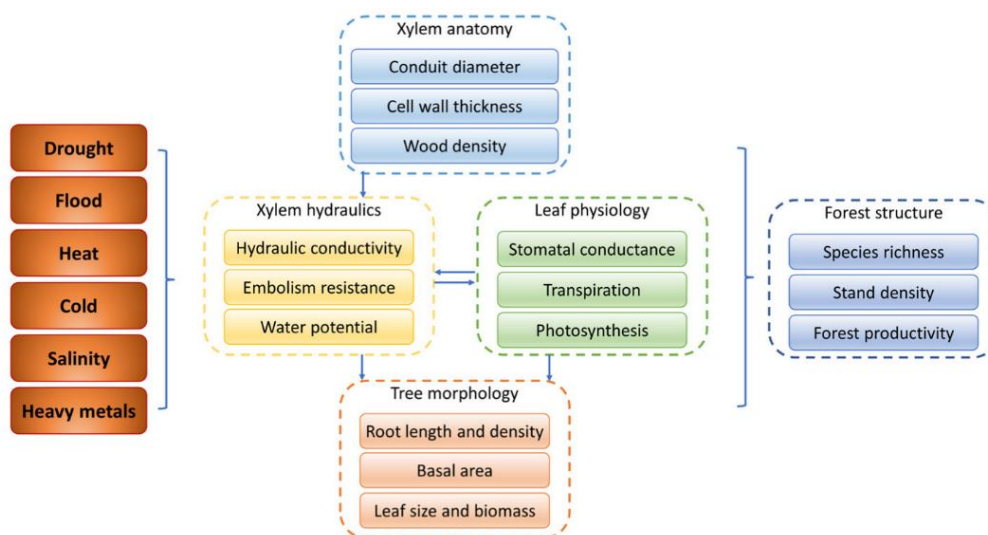 Drought
Flood
Heat
Cold
Salinity
Heavy metals
Xylem anatomy
Conduit diameter
Cell wall thickness
Wood density
Xylem hydraulics
Hydraulic conductivity
Embolism resistance
Water potential
Leaf physiology
Stomatal conductance
Transpiration
Photosynthesis
Tree morphology
Root length and density
Basal area
Leaf size and biomass
Forest structure
Species richness
Stand density
Forest productivity